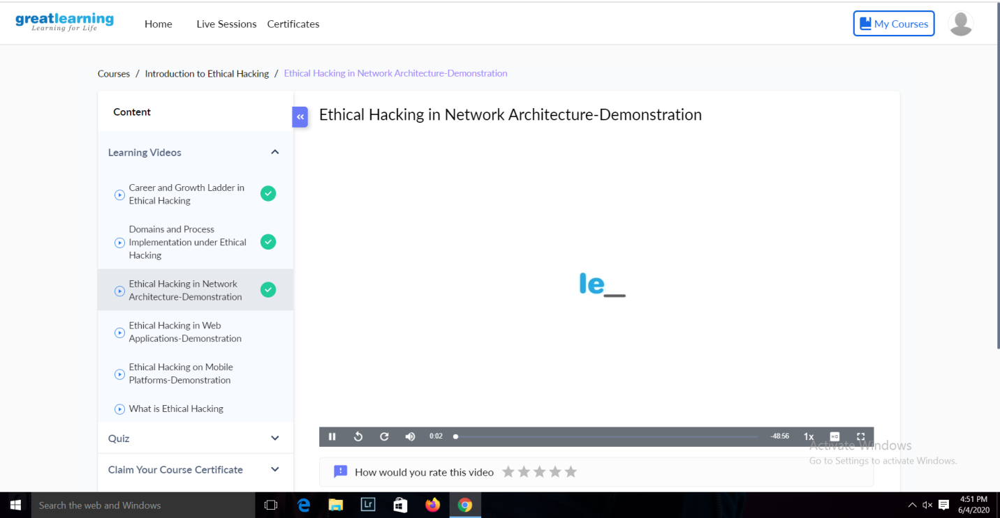 greatlearning
Learning for Life
Home Live Sessions Certificates
My Courses
Courses / Introduction to Ethical Hacking / Ethical Hacking in Network Architecture-Demonstration
Content
Learning Videos
Career and Growth Ladder in
Ethical Hacking
Domains and Process
Implementation under Ethical
Hacking
Ethical Hacking in Network
Architecture-Demonstration
Ethical Hacking in Web
Applications-Demonstration
Ethical Hacking on Mobile
Platforms-Demonstration
What is Ethical Hacking
Quiz
Claim Your Course Certificate
Ethical Hacking in Network Architecture-Demonstration
le_
0:02 -48:56 1x HD
How would you rate this video
Activate Windows
Go to Settings to activate Windows.
Search the web and Windows
Lr
4:51 PM
6/4/2020